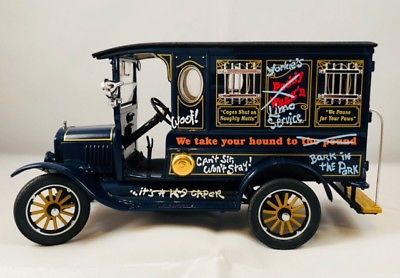 Yorkie's
Limo
Service
"Capes Shut on
Naughty Mutts"
"We Pause
for Your Paws"
Woof!
We take your hound to the pound
Bark in
the Park
Can't Sit,
Won't Stay!
it's a K9 CAPER